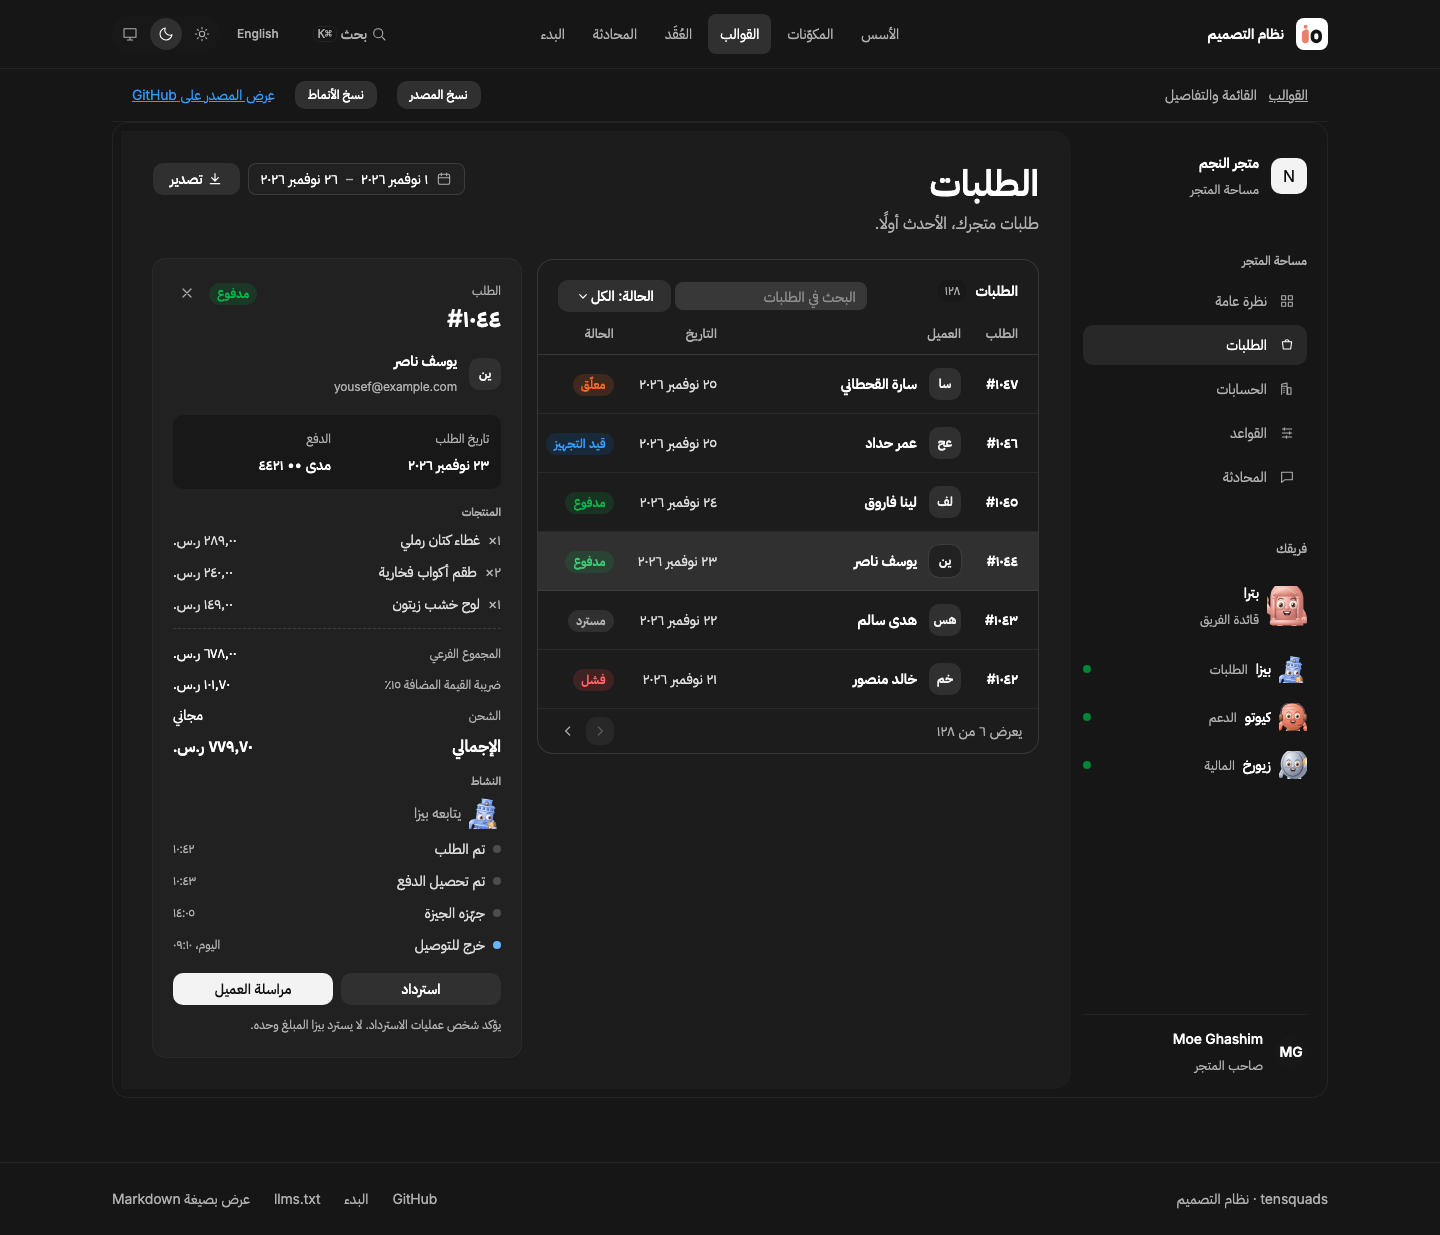 نظام التصميم
الأسس
المكوّنات
القوالب
العُقَد
المحادثة
البدء
بحث
⌘K
English
القوالب
القائمة والتفاصيل
نسخ المصدر
نسخ الأنماط
عرض المصدر على GitHub
N
متجر النجم
مساحة المتجر
مساحة المتجر
نظرة عامة
الطلبات
الحسابات
القواعد
المحادثة
فريقك
بترا
قائدة الفريق
بيزا الطلبات
كيوتو الدعم
زيورخ المالية
MG
Moe Ghashim
صاحب المتجر
الطلبات
طلبات متجرك، الأحدث أولًا.
١ نوفمبر ٢٠٢٦ – ٢٦ نوفمبر ٢٠٢٦
تصدير
الطلبات ١٢٨
البحث في الطلبات
الحالة: الكل
الطلب العميل التاريخ الحالة
#١٠٤٧ سا سارة القحطاني ٢٥ نوفمبر ٢٠٢٦ معلّق
#١٠٤٦ عح عمر حداد ٢٥ نوفمبر ٢٠٢٦ قيد التجهيز
#١٠٤٥ لف لينا فاروق ٢٤ نوفمبر ٢٠٢٦ مدفوع
#١٠٤٤ ين يوسف ناصر ٢٣ نوفمبر ٢٠٢٦ مدفوع
#١٠٤٣ هس هدى سالم ٢٢ نوفمبر ٢٠٢٦ مسترد
#١٠٤٢ خم خالد منصور ٢١ نوفمبر ٢٠٢٦ فشل
يعرض ٦ من ١٢٨
الطلب
مدفوع
#١٠٤٤
ين
يوسف ناصر
yousef@example.com
تاريخ الطلب
٢٣ نوفمبر ٢٠٢٦
الدفع
مدى •• ٤٤٢١
المنتجات
١× غطاء كتان رملي ٢٨٩,٠٠ ر.س.
٢× طقم أكواب فخارية ٢٤٠,٠٠ ر.س.
١× لوح خشب زيتون ١٤٩,٠٠ ر.س.
المجموع الفرعي ٦٧٨,٠٠ ر.س.
ضريبة القيمة المضافة ١٥٪ ١٠١,٧٠ ر.س.
الشحن مجاني
الإجمالي ٧٧٩,٧٠ ر.س.
النشاط
يتابعه بيزا
تم الطلب ١٠:٤٢
تم تحصيل الدفع ١٠:٤٣
جهّزه الجيزة ١٤:٠٥
خرج للتوصيل اليوم، ٠٩:١٠
استرداد
مراسلة العميل
يؤكد شخص عمليات الاسترداد. لا يسترد بيزا المبلغ وحده.
tensquads · نظام التصميم
GitHub
البدء
llms.txt
عرض بصيغة Markdown